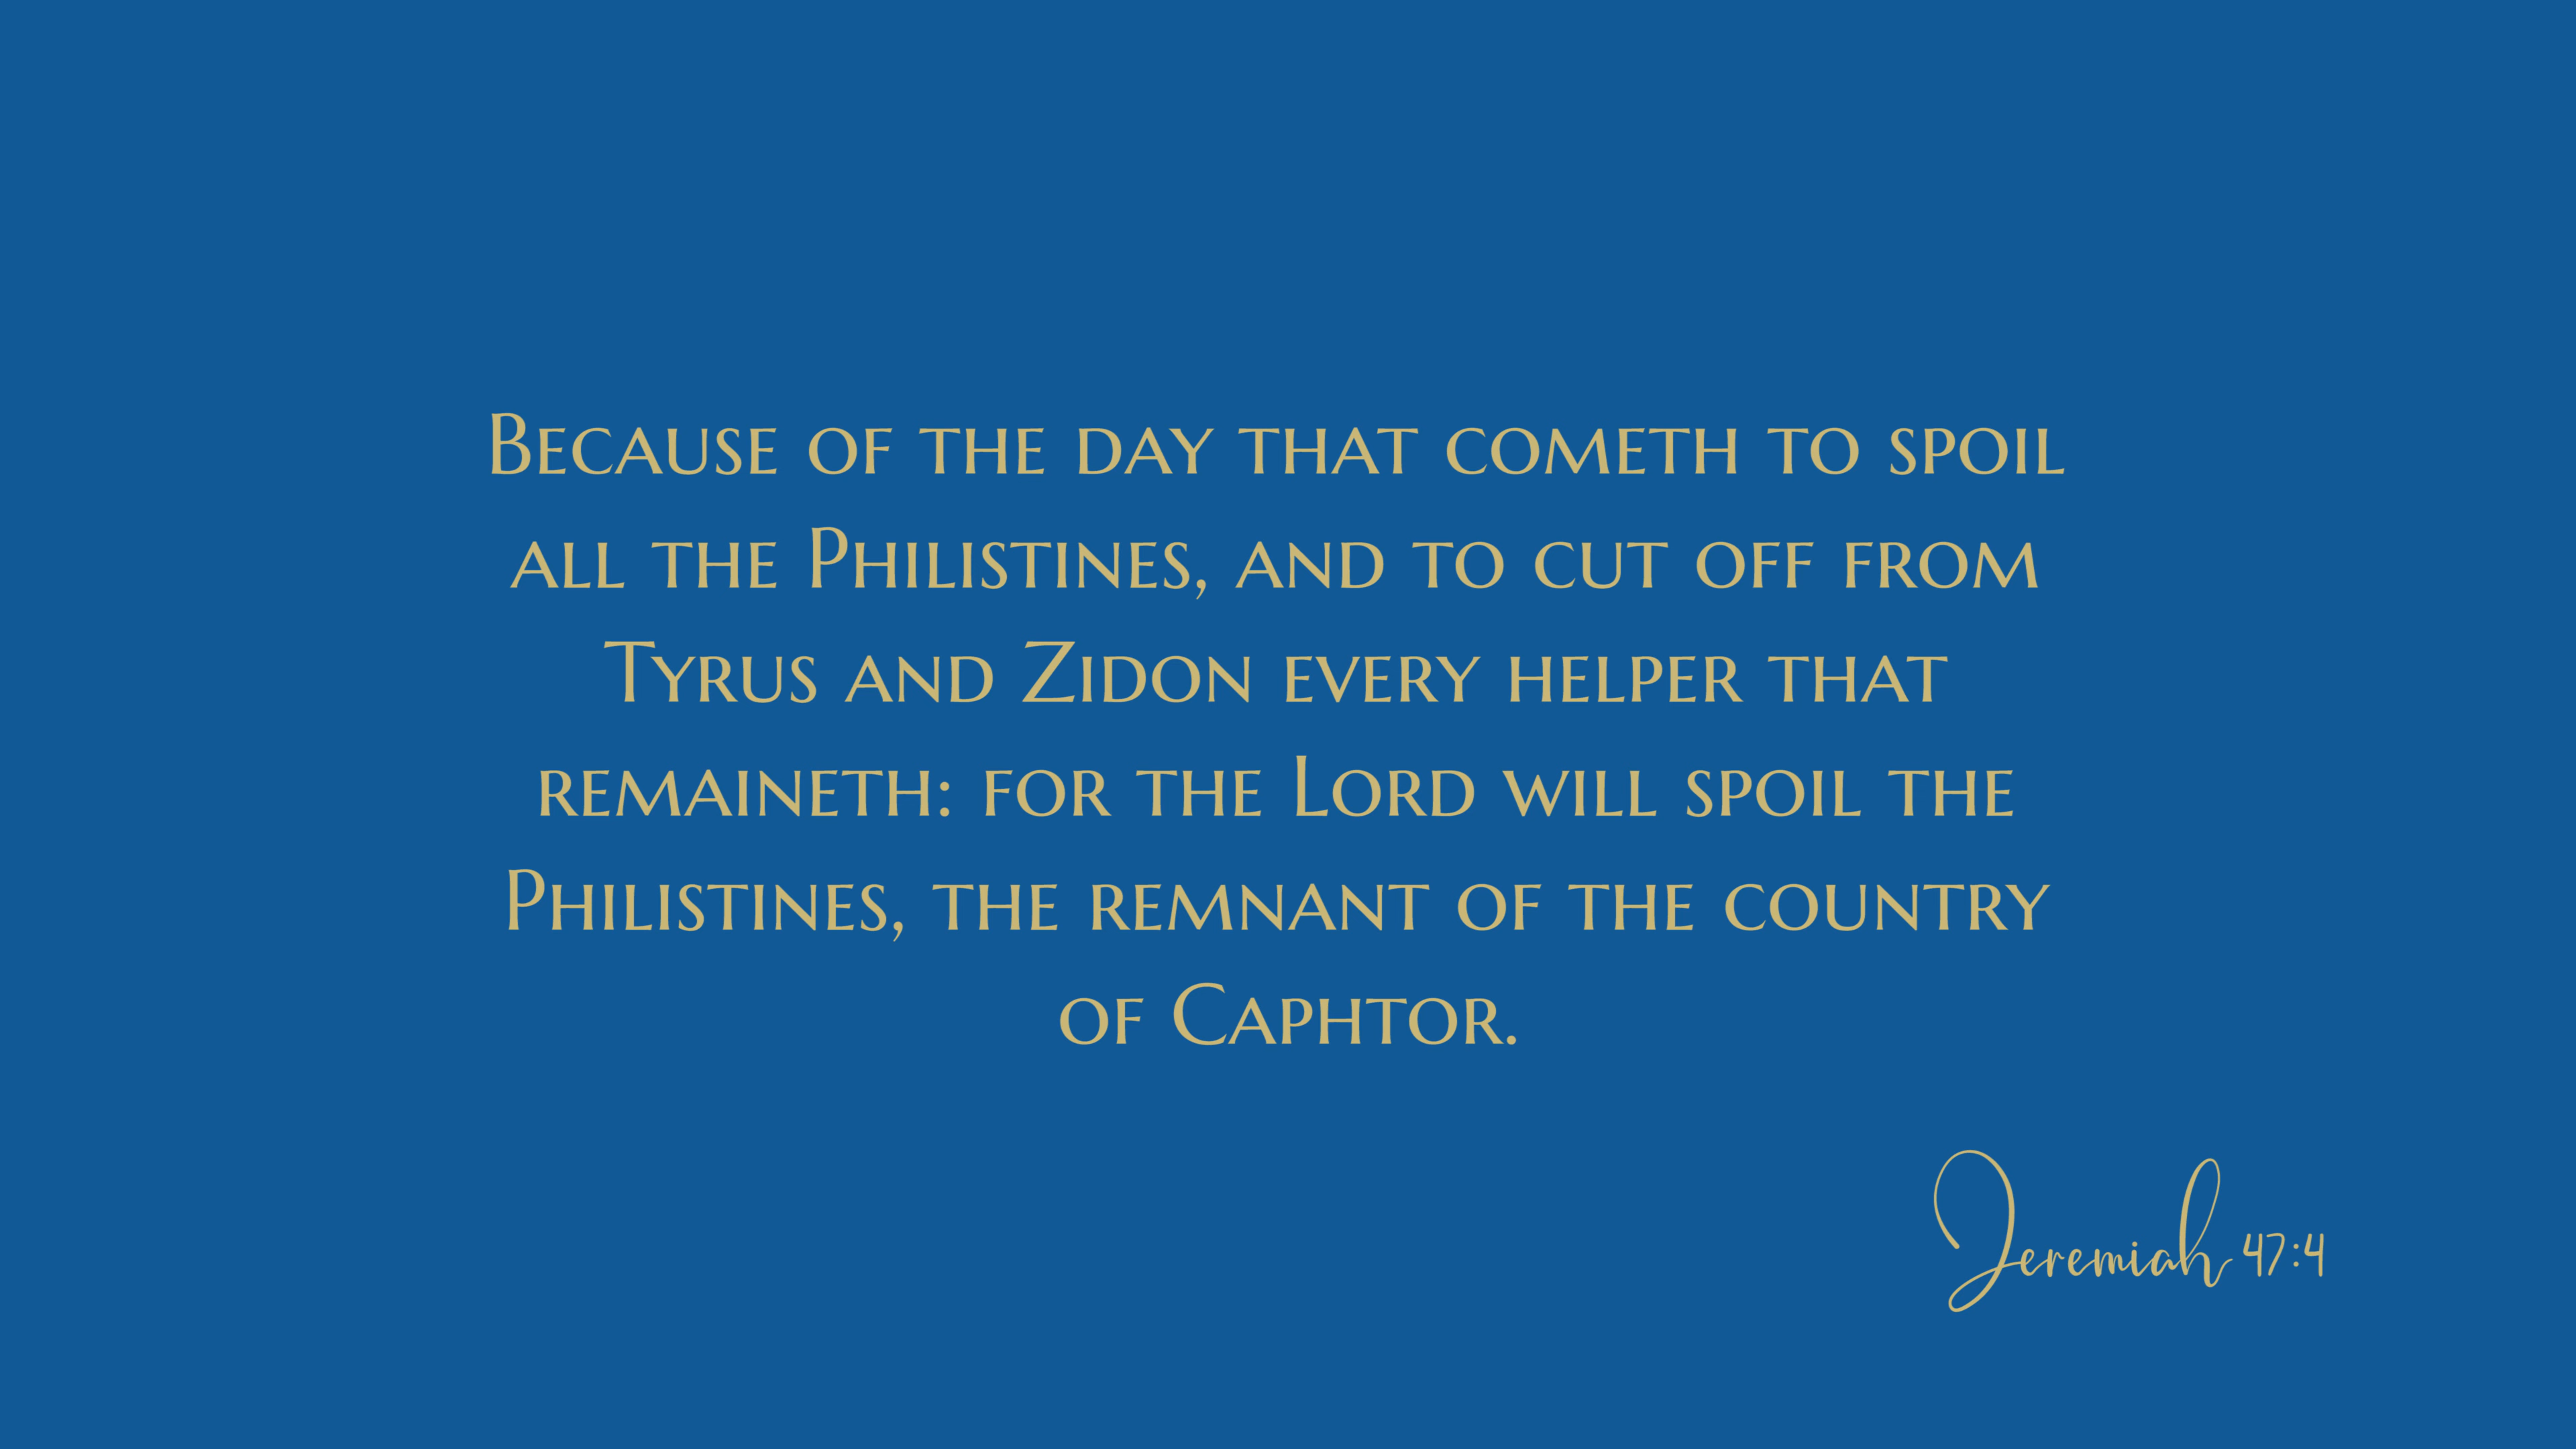 Because of the day that cometh to spoil
all the Philistines, and to cut off from
Tyrus and Zidon every helper that
remaineth: for the Lord will spoil the
Philistines, the remnant of the country
of Caphtor.
Jeremiah 47:4